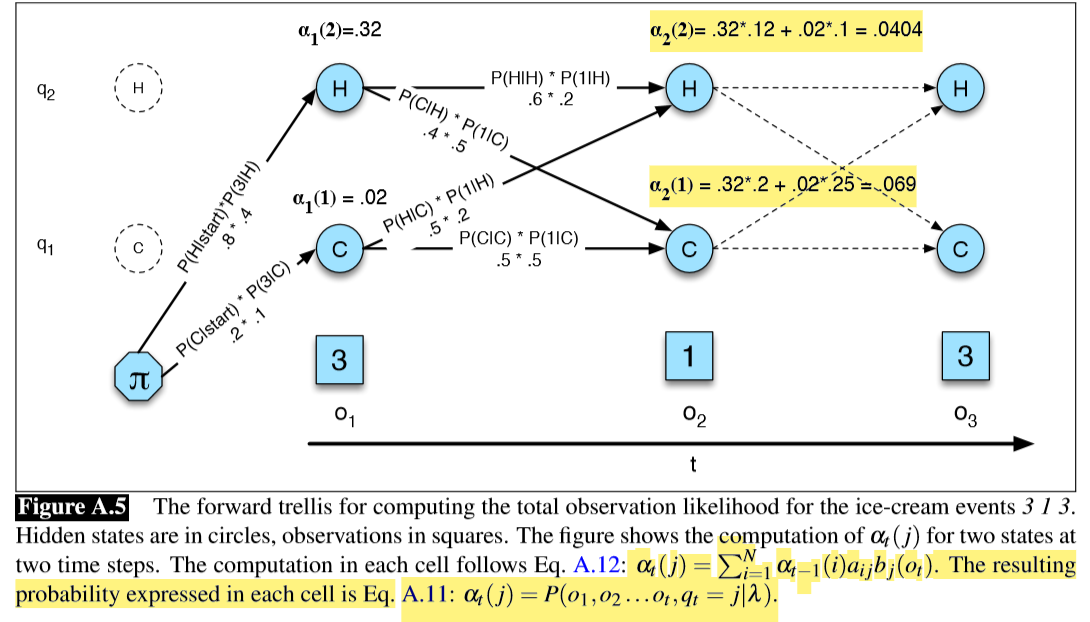 α₁(2)=.32
α₂(2)= .32*.12 + .02*.1 = .0404
q₂
H
H
P(H|H) * P(1|H)
.6 * .2
H
H
P(C|H) * P(1|C)
.4 * .5
P(H|start)*P(3|H)
.8 * .4
α₁(1) = .02
P(H|C) * P(1|H)
.5 * .2
α₂(1) = .32*.2 + .02*.25 = .069
q₁
C
C
P(C|C) * P(1|C)
.5 * .5
C
C
P(C|start) * P(3|C)
.2 * .1
π
3
1
3
o₁
o₂
o₃
t
Figure A.5 The forward trellis for computing the total observation likelihood for the ice-cream events 3 1 3.
Hidden states are in circles, observations in squares. The figure shows the computation of αₜ(j) for two states at
two time steps. The computation in each cell follows Eq. A.12: αₜ(j) = ∑ᵢ₌₁ᴺ αₜ₋₁(i)aᵢⱼbⱼ(oₜ). The resulting
probability expressed in each cell is Eq. A.11: αₜ(j) = P(o₁,o₂...oₜ,qₜ = j|λ).